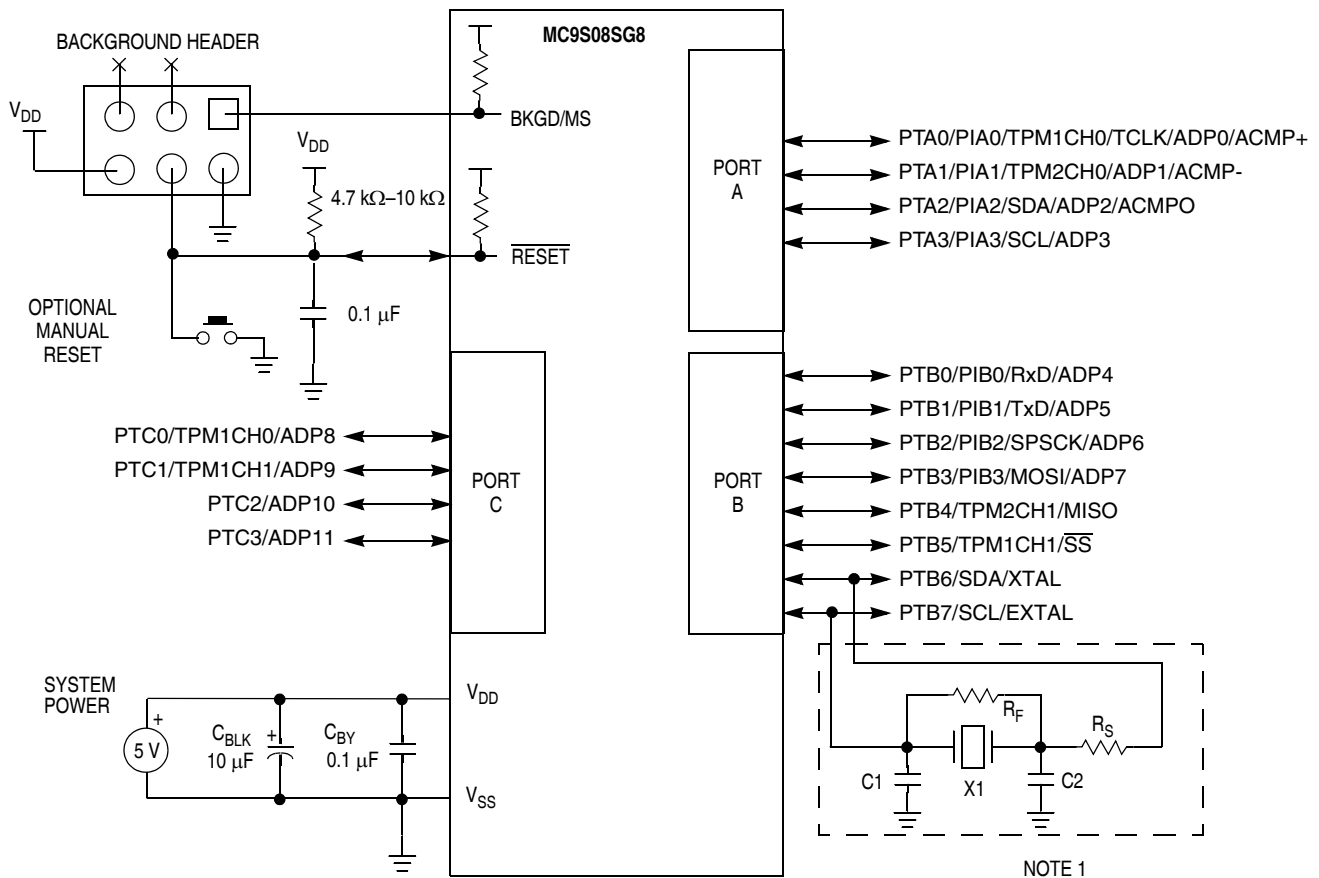 MC9S08SG8
BACKGROUND HEADER
V_DD
BKGD/MS
V_DD
4.7 kΩ–10 kΩ
R̅E̅S̅E̅T̅
0.1 μF
OPTIONAL
MANUAL
RESET
PORT
A
PTA0/PIA0/TPM1CH0/TCLK/ADP0/ACMP+
PTA1/PIA1/TPM2CH0/ADP1/ACMP-
PTA2/PIA2/SDA/ADP2/ACMPO
PTA3/PIA3/SCL/ADP3
PTC0/TPM1CH0/ADP8
PTC1/TPM1CH1/ADP9
PTC2/ADP10
PTC3/ADP11
PORT
C
PORT
B
PTB0/PIB0/RxD/ADP4
PTB1/PIB1/TxD/ADP5
PTB2/PIB2/SPSCK/ADP6
PTB3/PIB3/MOSI/ADP7
PTB4/TPM2CH1/MISO
PTB5/TPM1CH1/S̅S̅
PTB6/SDA/XTAL
PTB7/SCL/EXTAL
SYSTEM
POWER
+
5 V
C_BLK
+
10 μF
C_BY
0.1 μF
V_DD
V_SS
R_F
R_S
C1
X1
C2
NOTE 1